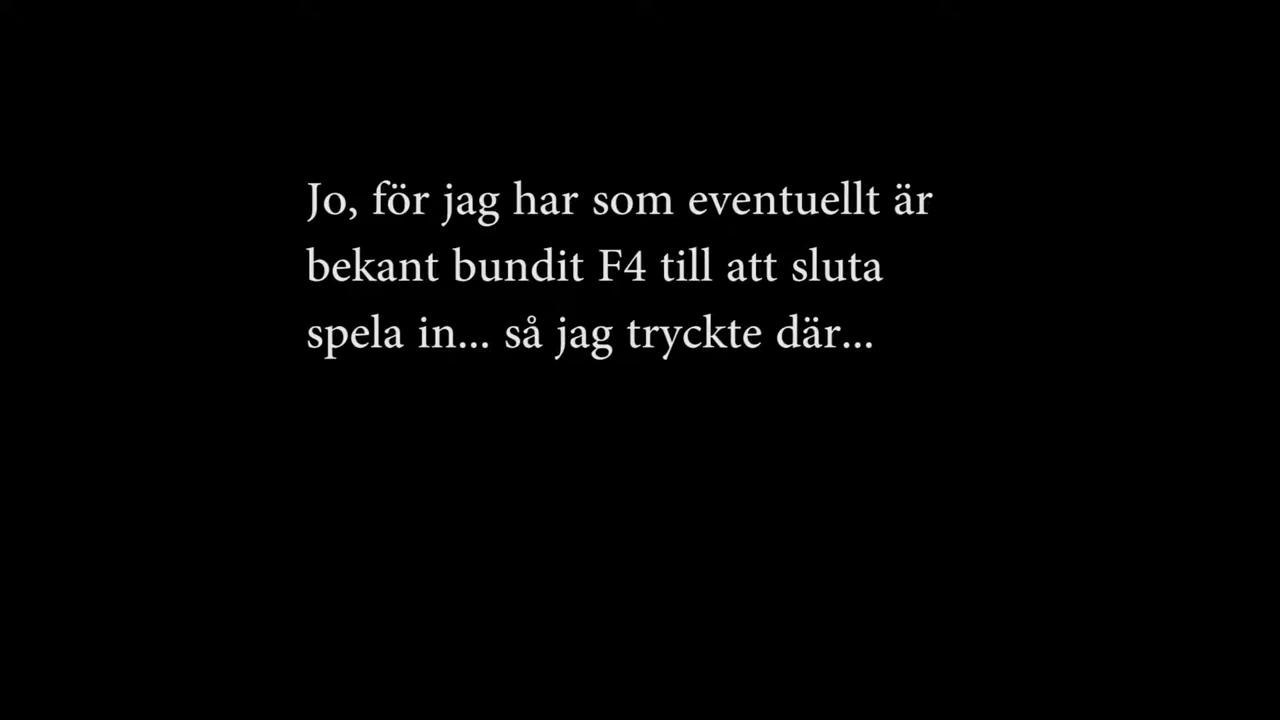 Jo, för jag har som eventuellt är
bekant bundit F4 till att sluta
spela in... så jag tryckte där...